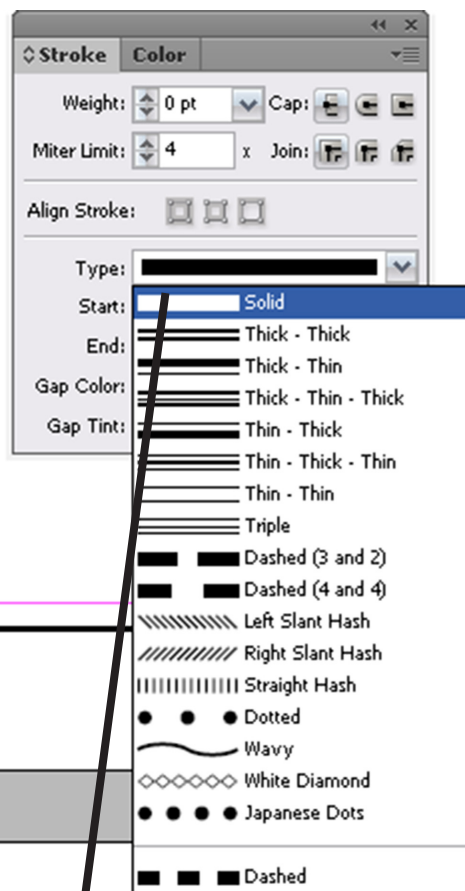 Stroke Color
Weight: 0 pt Cap:
Miter Limit: 4 x Join:
Align Stroke:
Type:
Start:
End:
Gap Color:
Gap Tint:
Solid
Thick - Thick
Thick - Thin
Thick - Thin - Thick
Thin - Thick
Thin - Thick - Thin
Thin - Thin
Triple
Dashed (3 and 2)
Dashed (4 and 4)
Left Slant Hash
Right Slant Hash
Straight Hash
Dotted
Wavy
White Diamond
Japanese Dots
Dashed